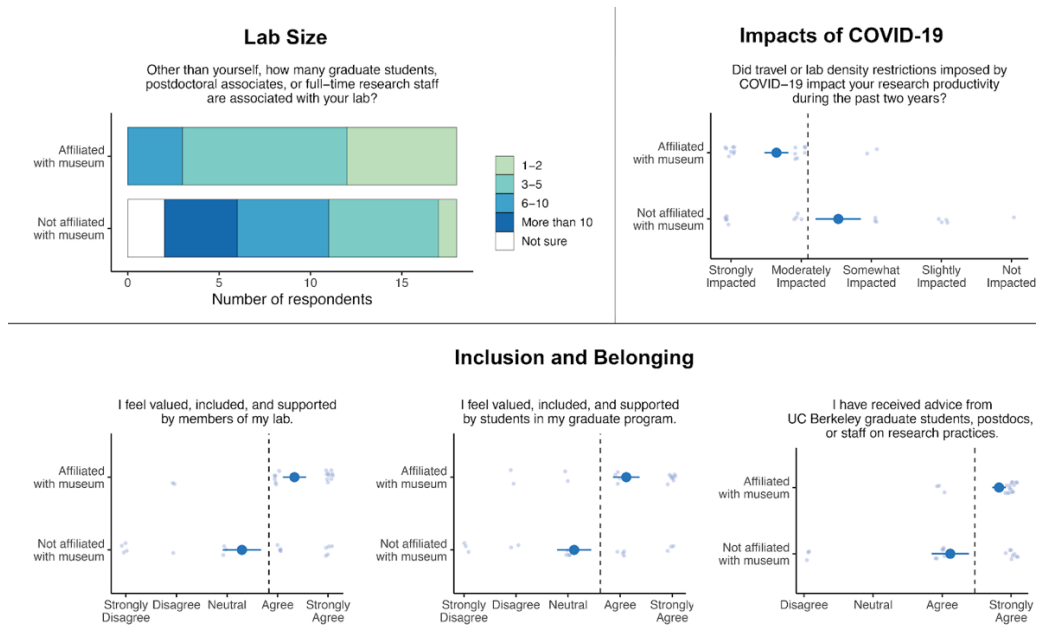 Lab Size
Other than yourself, how many graduate students,
postdoctoral associates, or full−time research staff
are associated with your lab?
Affiliated
with museum
Not affiliated
with museum
0
5
10
15
Number of respondents
1−2
3−5
6−10
More than 10
Not sure
Impacts of COVID-19
Did travel or lab density restrictions imposed by
COVID−19 impact your research productivity
during the past two years?
Affiliated
with museum
Not affiliated
with museum
Strongly
Impacted
Moderately
Impacted
Somewhat
Impacted
Slightly
Impacted
Not
Impacted
Inclusion and Belonging
I feel valued, included, and supported
by members of my lab.
Affiliated
with museum
Not affiliated
with museum
Strongly
Disagree
Disagree
Neutral
Agree
Strongly
Agree
I feel valued, included, and supported
by students in my graduate program.
Affiliated
with museum
Not affiliated
with museum
Strongly
Disagree
Disagree
Neutral
Agree
Strongly
Agree
I have received advice from
UC Berkeley graduate students, postdocs,
or staff on research practices.
Affiliated
with museum
Not affiliated
with museum
Disagree
Neutral
Agree
Strongly
Agree